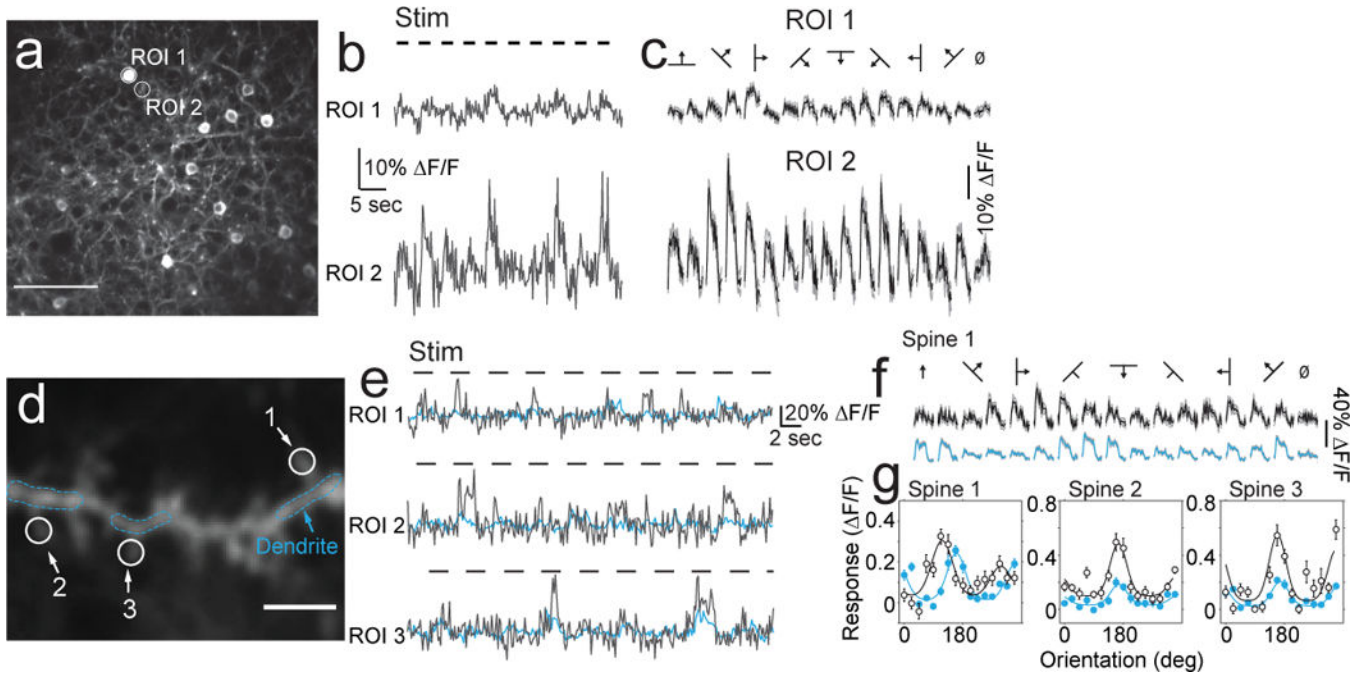 a
ROI 1
ROI 2
b
Stim
ROI 1
10% ΔF/F
5 sec
ROI 2
c
ROI 1
ø
ROI 2
10% ΔF/F
d
1
2
3
Dendrite
e
Stim
ROI 1
20% ΔF/F
2 sec
ROI 2
ROI 3
f
Spine 1
ø
40% ΔF/F
g
Spine 1
Spine 2
Spine 3
Response (ΔF/F)
0.4
0.2
0
0.8
0.4
0
0.8
0.4
0
0 180
0 180
0 180
Orientation (deg)